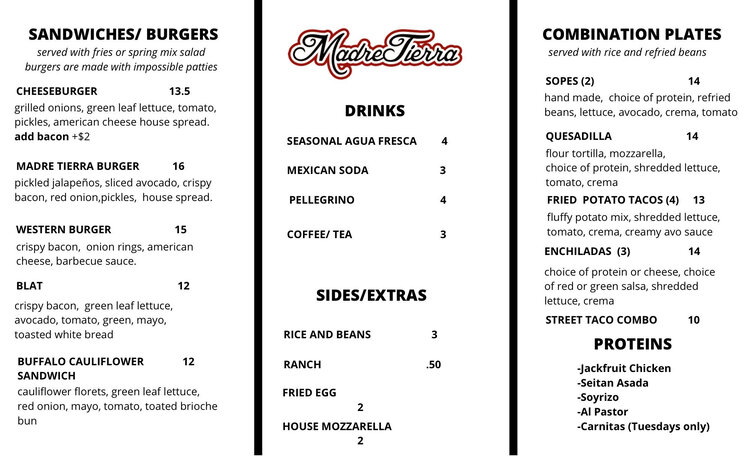 SANDWICHES/ BURGERS
served with fries or spring mix salad
burgers are made with impossible patties
CHEESEBURGER 13.5
grilled onions, green leaf lettuce, tomato,
pickles, american cheese house spread.
add bacon +$2
MADRE TIERRA BURGER 16
pickled jalapeños, sliced avocado, crispy
bacon, red onion,pickles, house spread.
WESTERN BURGER 15
crispy bacon, onion rings, american
cheese, barbecue sauce.
BLAT 12
crispy bacon, green leaf lettuce,
avocado, tomato, green, mayo,
toasted white bread
BUFFALO CAULIFLOWER 12
SANDWICH
cauliflower florets, green leaf lettuce,
red onion, mayo, tomato, toated brioche
bun
Madre Tierra
DRINKS
SEASONAL AGUA FRESCA 4
MEXICAN SODA 3
PELLEGRINO 4
COFFEE/ TEA 3
SIDES/EXTRAS
RICE AND BEANS 3
RANCH .50
FRIED EGG
2
HOUSE MOZZARELLA
2
COMBINATION PLATES
served with rice and refried beans
SOPES (2) 14
hand made, choice of protein, refried
beans, lettuce, avocado, crema, tomato
QUESADILLA 14
flour tortilla, mozzarella,
choice of protein, shredded lettuce,
tomato, crema
FRIED POTATO TACOS (4) 13
fluffy potato mix, shredded lettuce,
tomato, crema, creamy avo sauce
ENCHILADAS (3) 14
choice of protein or cheese, choice
of red or green salsa, shredded
lettuce, crema
STREET TACO COMBO 10
PROTEINS
-Jackfruit Chicken
-Seitan Asada
-Soyrizo
-Al Pastor
-Carnitas (Tuesdays only)